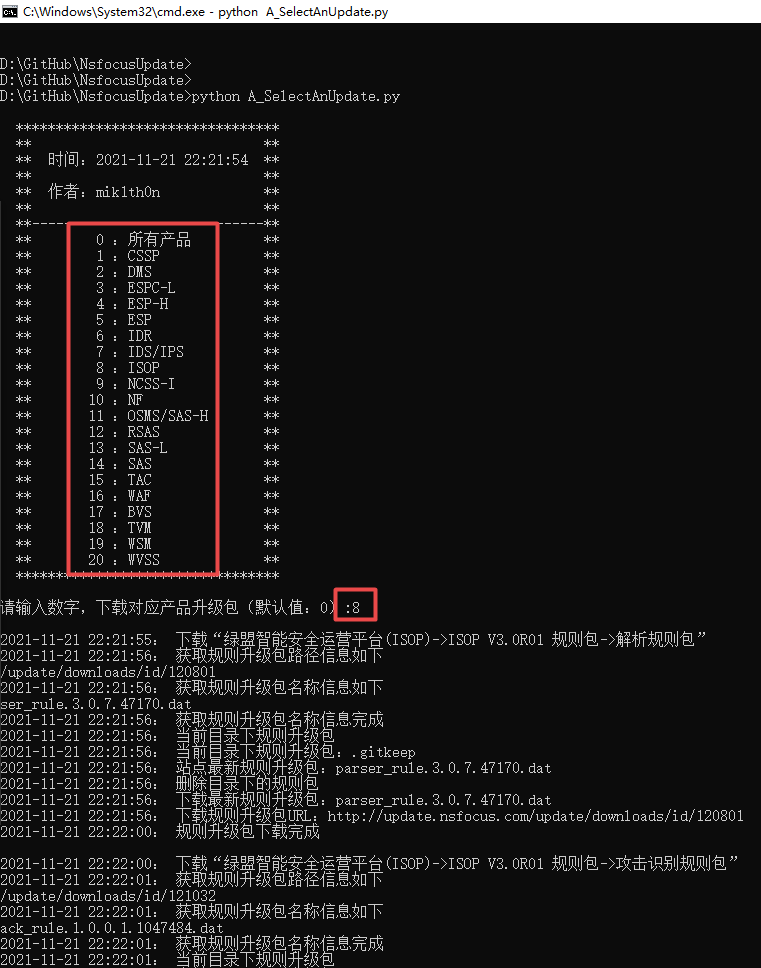 C:\Windows\System32\cmd.exe - python  A_SelectAnUpdate.py
D:\GitHub\NsfocusUpdate>
D:\GitHub\NsfocusUpdate>
D:\GitHub\NsfocusUpdate>python A_SelectAnUpdate.py
*********************************
**                             **
**  时间：2021-11-21 22:21:54  **
**                             **
**  作者：mik1th0n             **
**                             **
**-----------------------------**
**        0 : 所有产品         **
**        1 : CSSP             **
**        2 : DMS              **
**        3 : ESPC-L           **
**        4 : ESP-H            **
**        5 : ESP              **
**        6 : IDR              **
**        7 : IDS/IPS          **
**        8 : ISOP             **
**        9 : NCSS-I           **
**       10 : NF               **
**       11 : OSMS/SAS-H       **
**       12 : RSAS             **
**       13 : SAS-L            **
**       14 : SAS              **
**       15 : TAC              **
**       16 : WAF              **
**       17 : BVS              **
**       18 : TVM              **
**       19 : WSM              **
**       20 : WVSS             **
*********************************
请输入数字，下载对应产品升级包（默认值：0）:8
2021-11-21 22:21:55： 下载“绿盟智能安全运营平台(ISOP)->ISOP V3.0R01 规则包->解析规则包”
2021-11-21 22:21:56： 获取规则升级包路径信息如下
/update/downloads/id/120801
2021-11-21 22:21:56： 获取规则升级包名称信息如下
ser_rule.3.0.7.47170.dat
2021-11-21 22:21:56： 获取规则升级包名称信息完成
2021-11-21 22:21:56： 当前目录下规则升级包
2021-11-21 22:21:56： 当前目录下规则升级包：.gitkeep
2021-11-21 22:21:56： 站点最新规则升级包：parser_rule.3.0.7.47170.dat
2021-11-21 22:21:56： 删除目录下的规则包
2021-11-21 22:21:56： 下载最新规则升级包：parser_rule.3.0.7.47170.dat
2021-11-21 22:21:56： 下载规则升级包URL：http://update.nsfocus.com/update/downloads/id/120801
2021-11-21 22:22:00： 规则升级包下载完成
2021-11-21 22:22:00： 下载“绿盟智能安全运营平台(ISOP)->ISOP V3.0R01 规则包->攻击识别规则包”
2021-11-21 22:22:01： 获取规则升级包路径信息如下
/update/downloads/id/121032
2021-11-21 22:22:01： 获取规则升级包名称信息如下
ack_rule.1.0.0.1.1047484.dat
2021-11-21 22:22:01： 获取规则升级包名称信息完成
2021-11-21 22:22:01： 当前目录下规则升级包